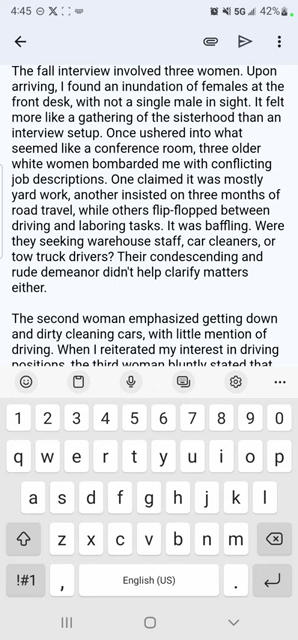 4:45
5G 42%
The fall interview involved three women. Upon
arriving, I found an inundation of females at the
front desk, with not a single male in sight. It felt
more like a gathering of the sisterhood than an
interview setup. Once ushered into what
seemed like a conference room, three older
white women bombarded me with conflicting
job descriptions. One claimed it was mostly
yard work, another insisted on three months of
road travel, while others flip-flopped between
driving and laboring tasks. It was baffling. Were
they seeking warehouse staff, car cleaners, or
tow truck drivers? Their condescending and
rude demeanor didn't help clarify matters
either.
The second woman emphasized getting down
and dirty cleaning cars, with little mention of
driving. When I reiterated my interest in driving
positions, the third woman bluntly stated that
1 2 3 4 5 6 7 8 9 0
q w e r t y u i o p
a s d f g h j k l
z x c v b n m
!#1 , English (US) .